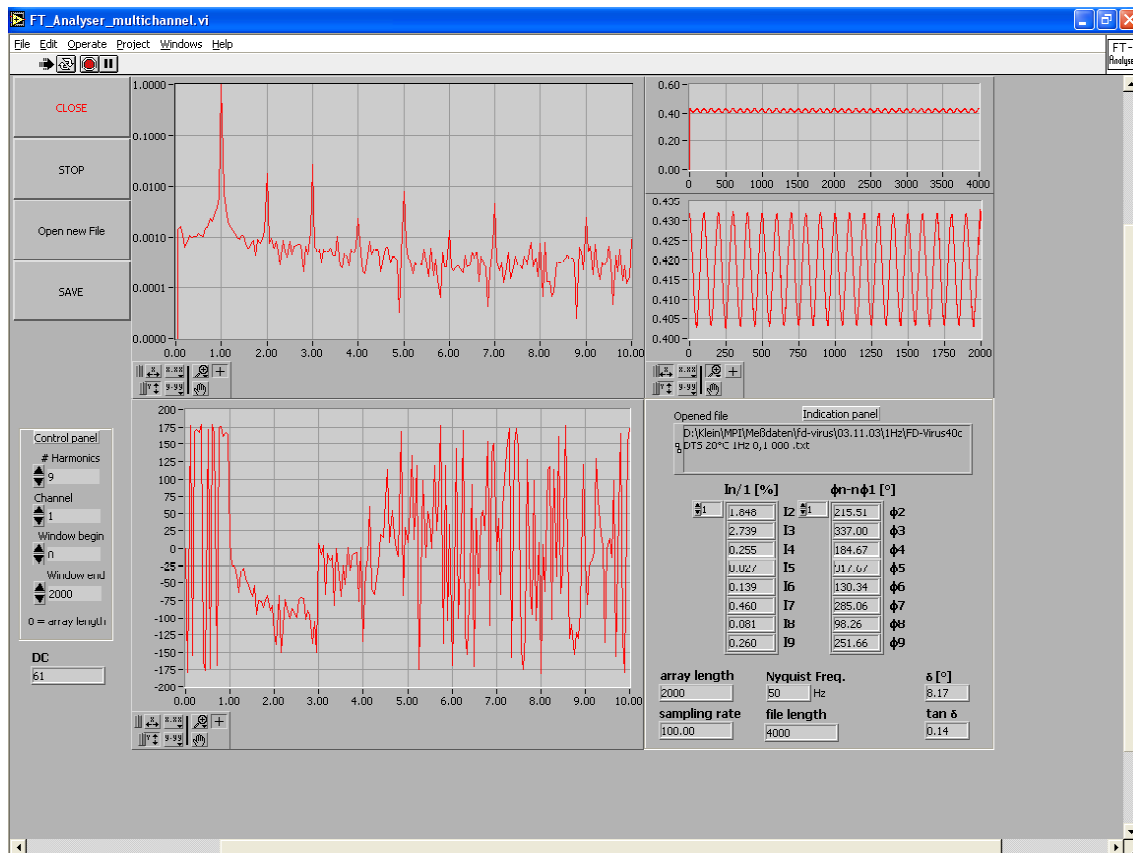 FT_Analyser_multichannel.vi
File Edit Operate Project Windows Help
FT-
Analyse
CLOSE
STOP
Open new File
SAVE
1.0000
0.1000
0.0100
0.0010
0.0001
0.0000
0.00 1.00 2.00 3.00 4.00 5.00 6.00 7.00 8.00 9.00 10.00
0.60
0.40
0.20
0.00
0 500 1000 1500 2000 2500 3000 3500 4000
0.435
0.430
0.425
0.420
0.415
0.410
0.405
0.400
0 250 500 750 1000 1250 1500 1750 2000
200
175
150
125
100
75
50
25
0
-25
-50
-75
-100
-125
-150
-175
-200
0.00 1.00 2.00 3.00 4.00 5.00 6.00 7.00 8.00 9.00 10.00
Control panel
# Harmonics
9
Channel
1
Window begin
0
Window end
2000
0 = array length
DC
61
Opened file
Indication panel
D:\Klein\MPI\Meßdaten\fd-virus\03.11.03\1Hz\FD-Virus40c
DTS 20°C 1Hz 0,1 000 .txt
In/1 [%] ϕn-nϕ1 [°]
1 1.848 I2 1 215.51 ϕ2
2.739 I3 337.00 ϕ3
0.255 I4 184.67 ϕ4
I5 ϕ5
0.139 I6 130.34 ϕ6
0.460 I7 285.06 ϕ7
0.081 I8 98.26 ϕ8
0.260 I9 251.66 ϕ9
array length Nyquist Freq. δ [°]
2000 50 Hz 8.17
sampling rate file length tan δ
100.00 4000 0.14